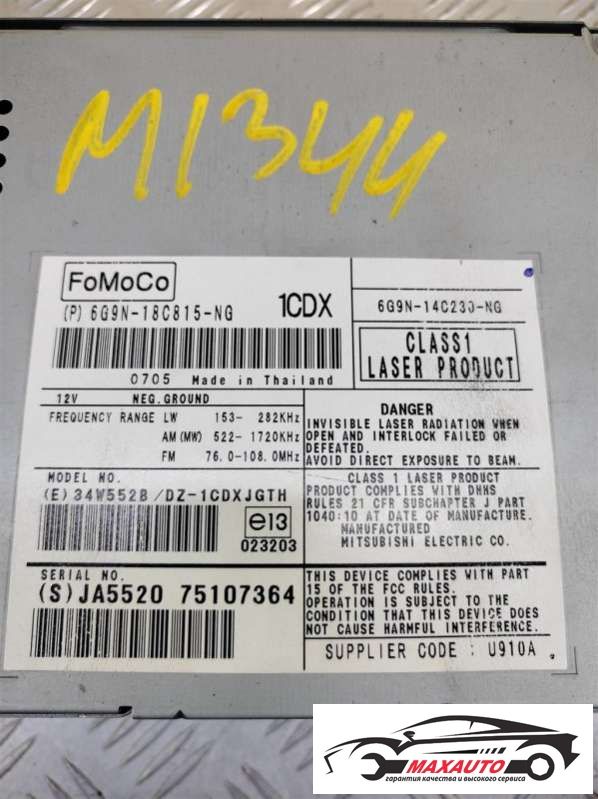 M1344
FoMoCo
(P) 6G9N-18C815-NG
1CDX
6G9N-14C230-NG
CLASS1
LASER PRODUCT
0705 Made in Thailand
12V NEG.GROUND
FREQUENCY RANGE LW 153- 282KHz
AM(MW) 522-1720KHz
FM 76.0-108.0MHz
DANGER
INVISIBLE LASER RADIATION WHEN
OPEN AND INTERLOCK FAILED OR
DEFEATED.
AVOID DIRECT EXPOSURE TO BEAM.
MODEL NO.
(E) 34W552B/DZ-1CDXJGTH
e13
023203
CLASS 1 LASER PRODUCT
PRODUCT COMPLIES WITH DHHS
RULES 21 CFR SUBCHAPTER J PART
1040:10 AT DATE OF MANUFACTURE.
MANUFACTURED
MITSUBISHI ELECTRIC CO.
SERIAL NO.
(S)JA5520 75107364
THIS DEVICE COMPLIES WITH PART
15 OF THE FCC RULES.
OPERATION IS SUBJECT TO THE
CONDITION THAT THIS DEVICE DOES
NOT CAUSE HARMFUL INTERFERENCE.
SUPPLIER CODE : U910A
MAXAUTO
гарантия качества и высокого сервиса